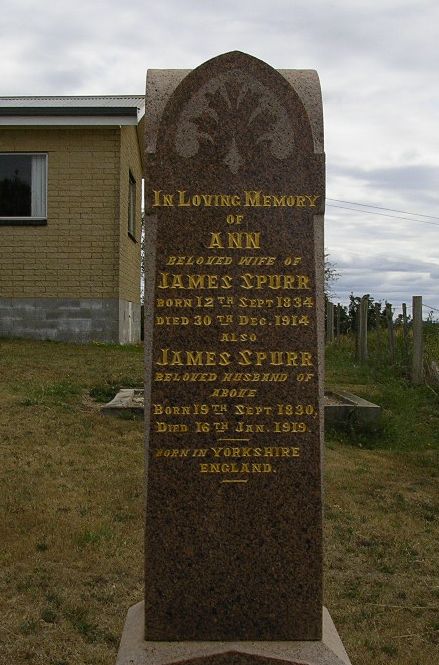 IN LOVING MEMORY
OF
ANN
BELOVED WIFE OF
JAMES SPURR
BORN 12TH SEPT 1834
DIED 30TH DEC. 1914
ALSO
JAMES SPURR
BELOVED HUSBAND OF
ABOVE
BORN 19TH SEPT 1830,
DIED 16TH JAN. 1919.
BORN IN YORKSHIRE
ENGLAND.